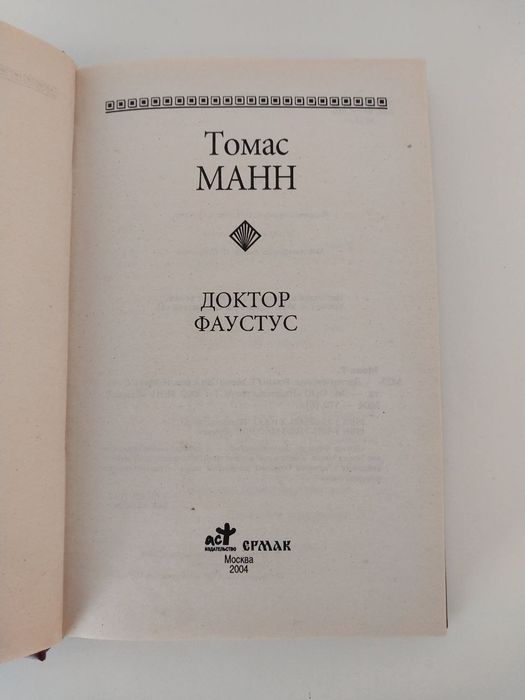 Томас
МАНН
ДОКТОР
ФАУСТУС
аст
ИЗДАТЕЛЬСТВО
ЕРМАК
Москва
2004